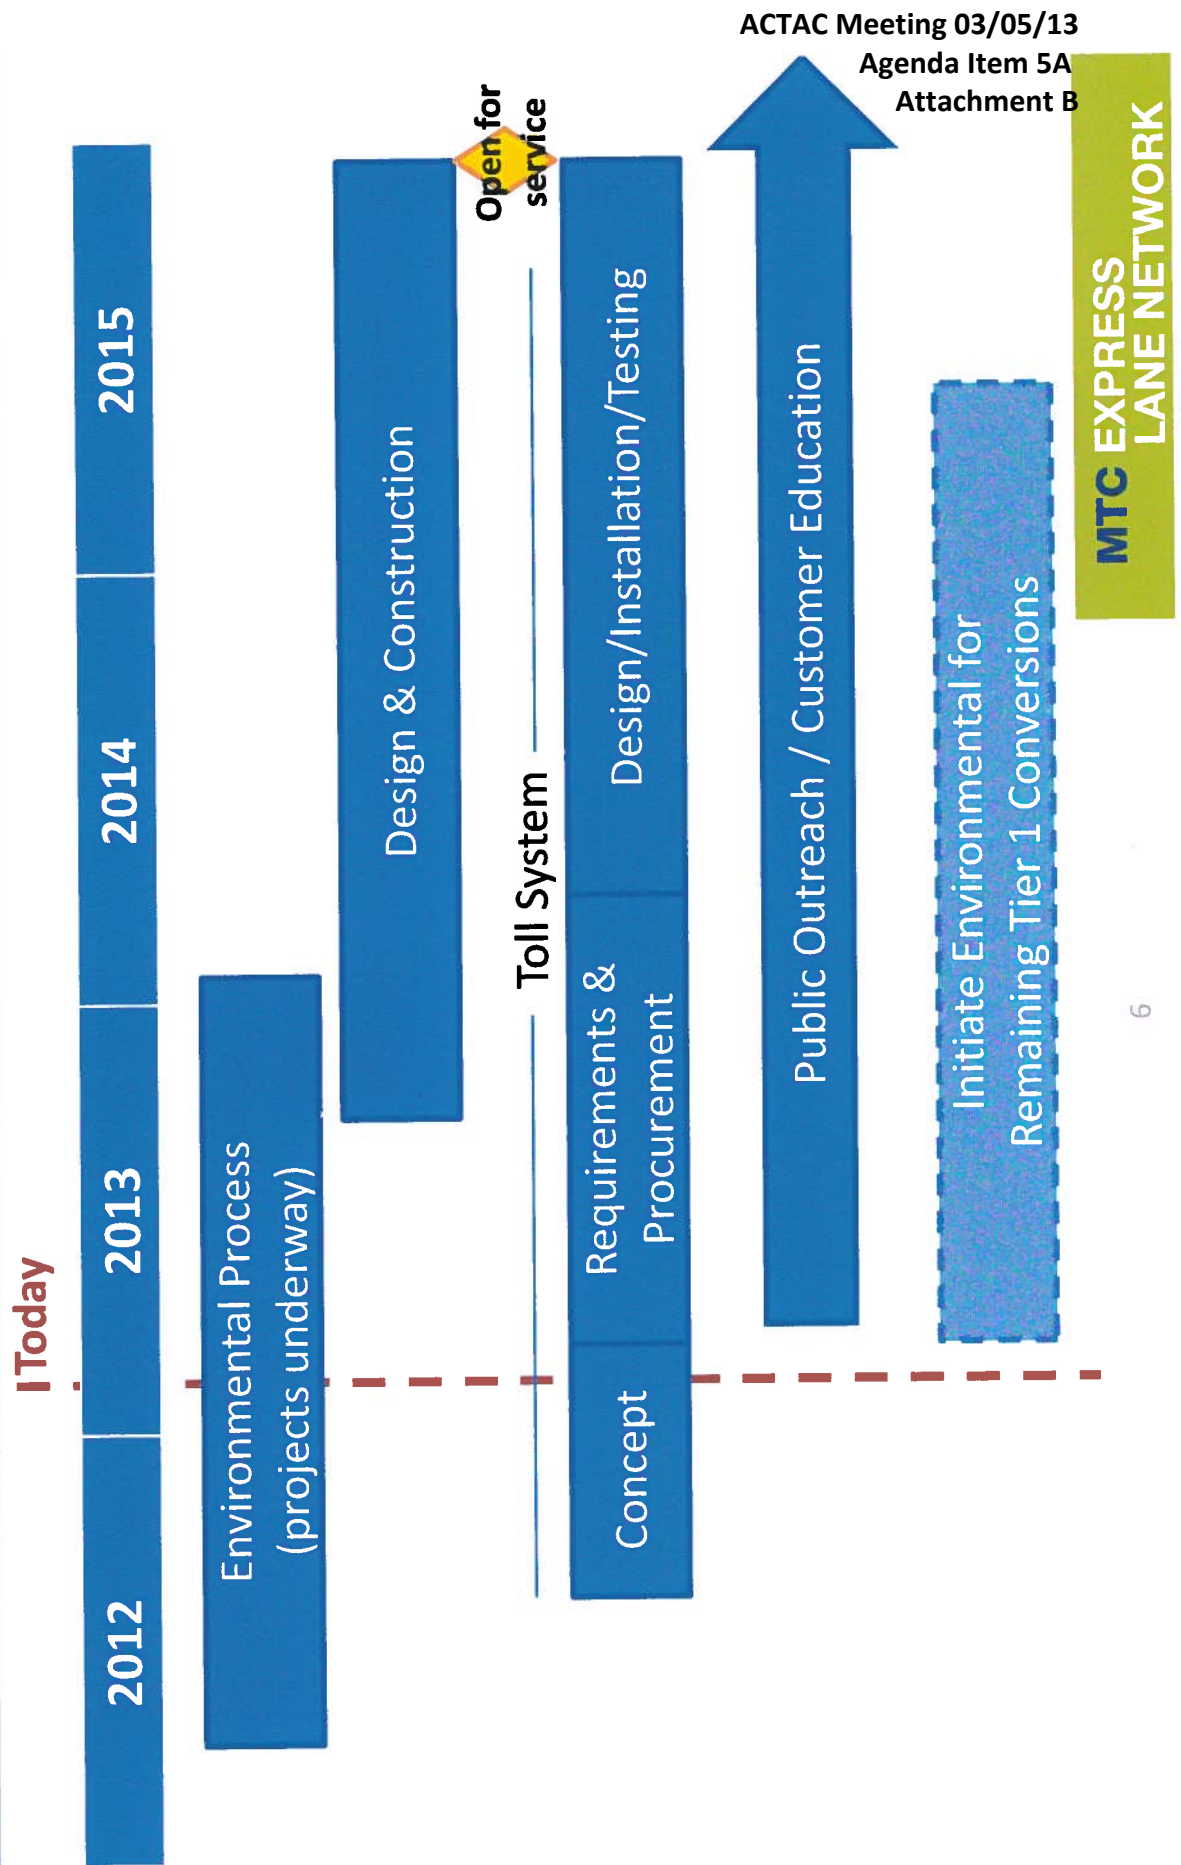 ACTAC Meeting 03/05/13
Agenda Item 5A
Attachment B
Today
2012
2013
2014
2015
Environmental Process
(projects underway)
Design & Construction
Open for
service
Toll System
Concept
Requirements &
Procurement
Design/Installation/Testing
Public Outreach / Customer Education
Initiate Environmental for
Remaining Tier 1 Conversions
MTC EXPRESS
LANE NETWORK
6